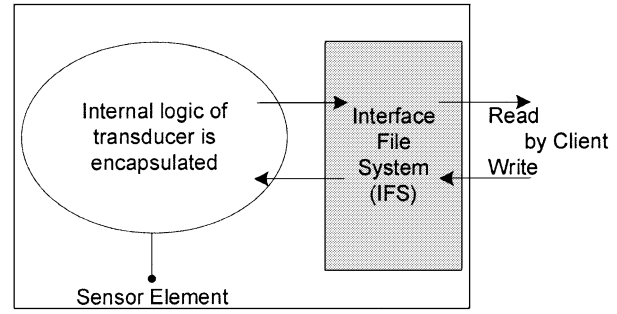 Internal logic of
transducer is
encapsulated
Interface
File
System
(IFS)
Read
by Client
Write
Sensor Element